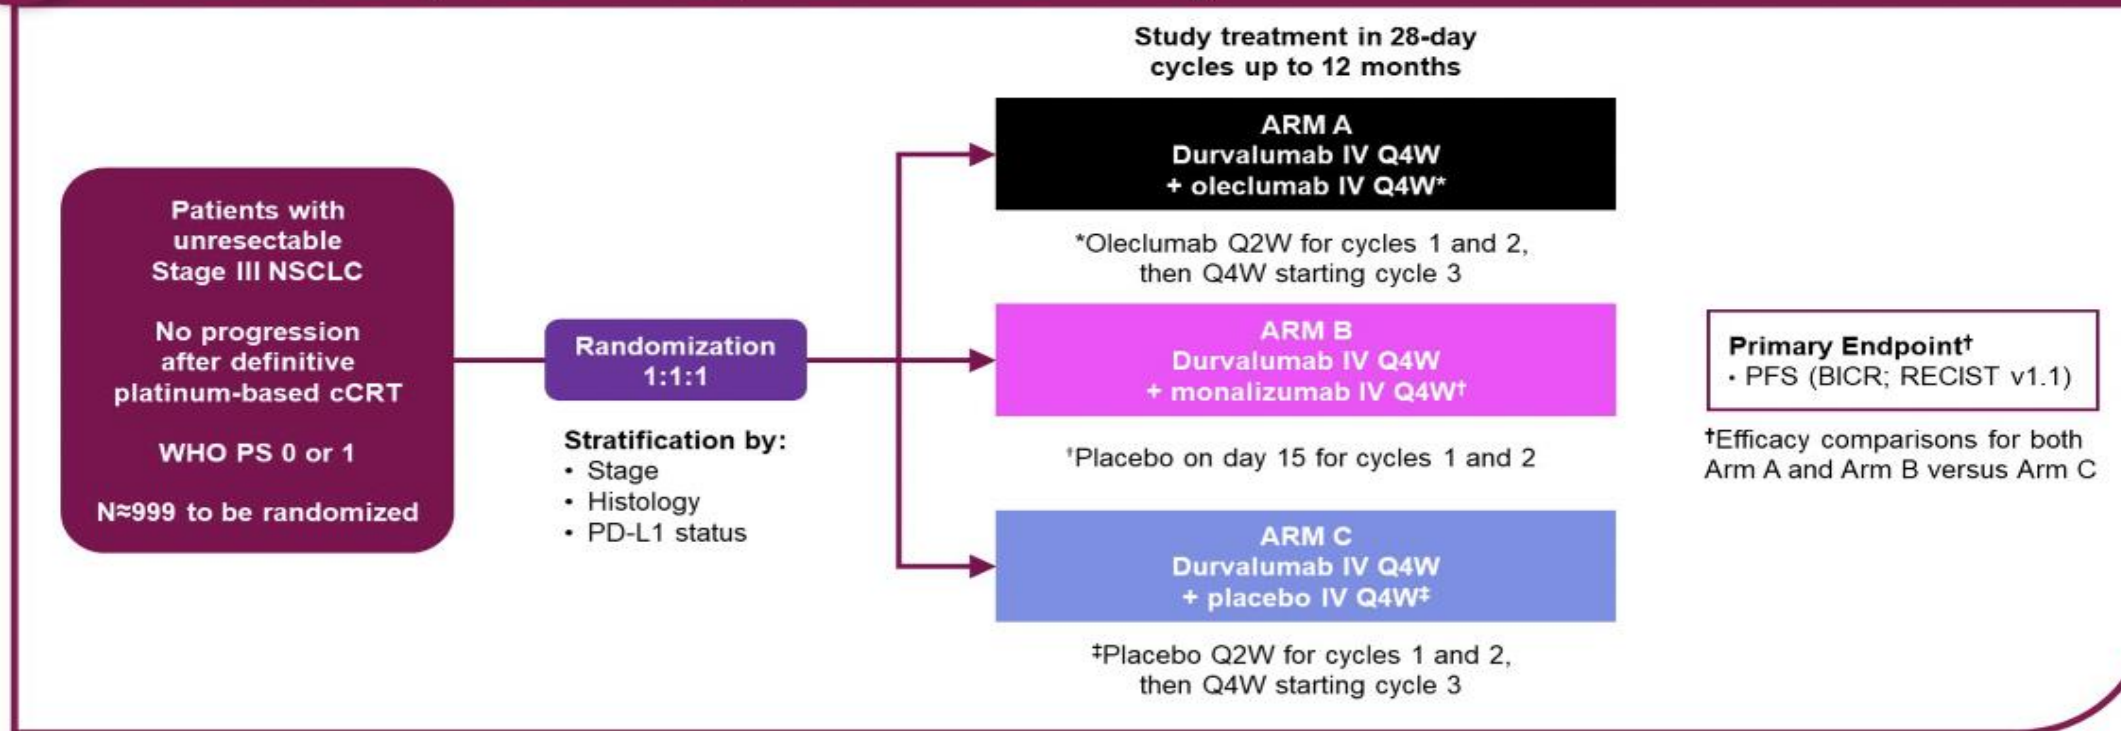 Study treatment in 28-day
cycles up to 12 months
Patients with
unresectable
Stage III NSCLC
No progression
after definitive
platinum-based cCRT
WHO PS 0 or 1
N≈999 to be randomized
Randomization
1:1:1
Stratification by:
• Stage
• Histology
• PD-L1 status
ARM A
Durvalumab IV Q4W
+ oleclumab IV Q4W*
*Oleclumab Q2W for cycles 1 and 2,
then Q4W starting cycle 3
ARM B
Durvalumab IV Q4W
+ monalizumab IV Q4W†
†Placebo on day 15 for cycles 1 and 2
ARM C
Durvalumab IV Q4W
+ placebo IV Q4W‡
‡Placebo Q2W for cycles 1 and 2,
then Q4W starting cycle 3
Primary Endpoint†
• PFS (BICR; RECIST v1.1)
†Efficacy comparisons for both
Arm A and Arm B versus Arm C